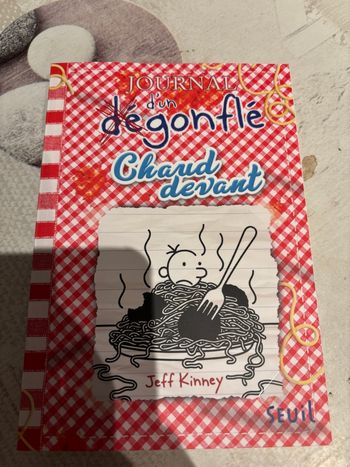 JOURNAL
d'un
dégonflé
Chaud
devant
Jeff Kinney
SEUIL